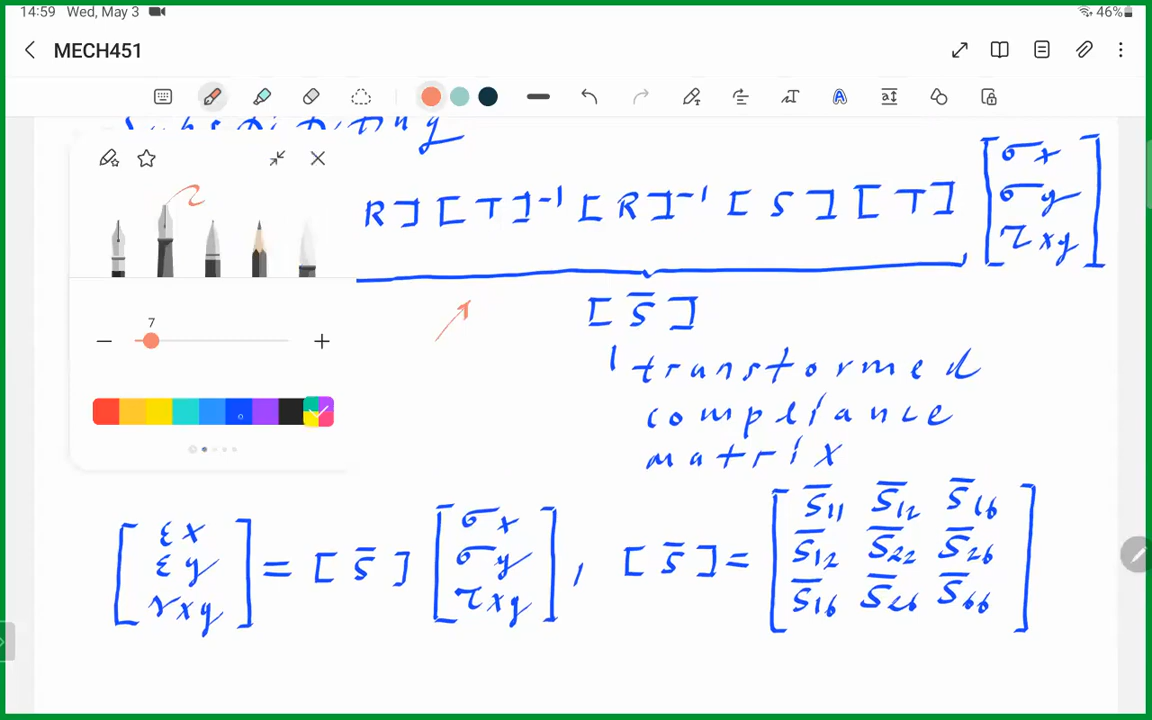 14:59 Wed, May 3 46%
MECH451
Substituting
R] [T]⁻¹ [R]⁻¹ [S] [T] [σx σy τxy]
7
[S̄]
transformed
compliance
matrix
[εx εy γxy] = [S̄] [σx σy τxy], [S̄] = [S̄11 S̄12 S̄16
S̄12 S̄22 S̄26
S̄16 S̄26 S̄66]